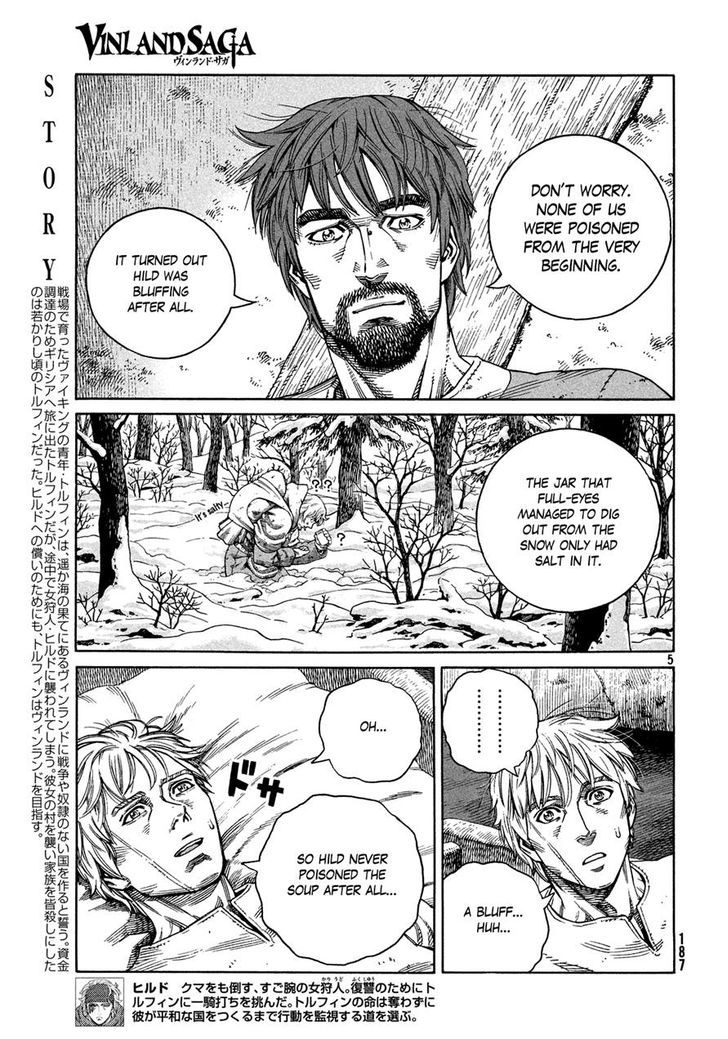 VINLAND SAGA
ヴィンランド・サガ
STORY
戦場で育ったヴァイキングの青年・トルフィンは、遥か海の果てにあるヴィンランドに戦争や奴隷のない国を作ると誓う。資金
調達のためギリシアへ旅に出たトルフィンだが、途中で女狩人・ヒルドに襲われてしまう。彼女の村を襲い家族を皆殺しにした
のは若かりし頃のトルフィンだった。ヒルドへの償いのためにも、トルフィンはヴィンランドを目指す。
DON'T WORRY.
NONE OF US
WERE POISONED
FROM THE VERY
BEGINNING.
IT TURNED OUT
HILD WAS
BLUFFING
AFTER ALL.
THE JAR THAT
FULL-EYES
MANAGED TO DIG
OUT FROM THE
SNOW ONLY HAD
SALT IN IT.
It's salty.
?!?
?
5
.........
.........
A BLUFF...
HUH...
OH...
ドサ
SO HILD NEVER
POISONED THE
SOUP AFTER ALL...
187
ヒルド クマをも倒す、すご腕の女狩人。復讐のためにト
ルフィンに一騎打ちを挑んだ。トルフィンの命は奪わずに
彼が平和な国をつくるまで行動を監視する道を選ぶ。